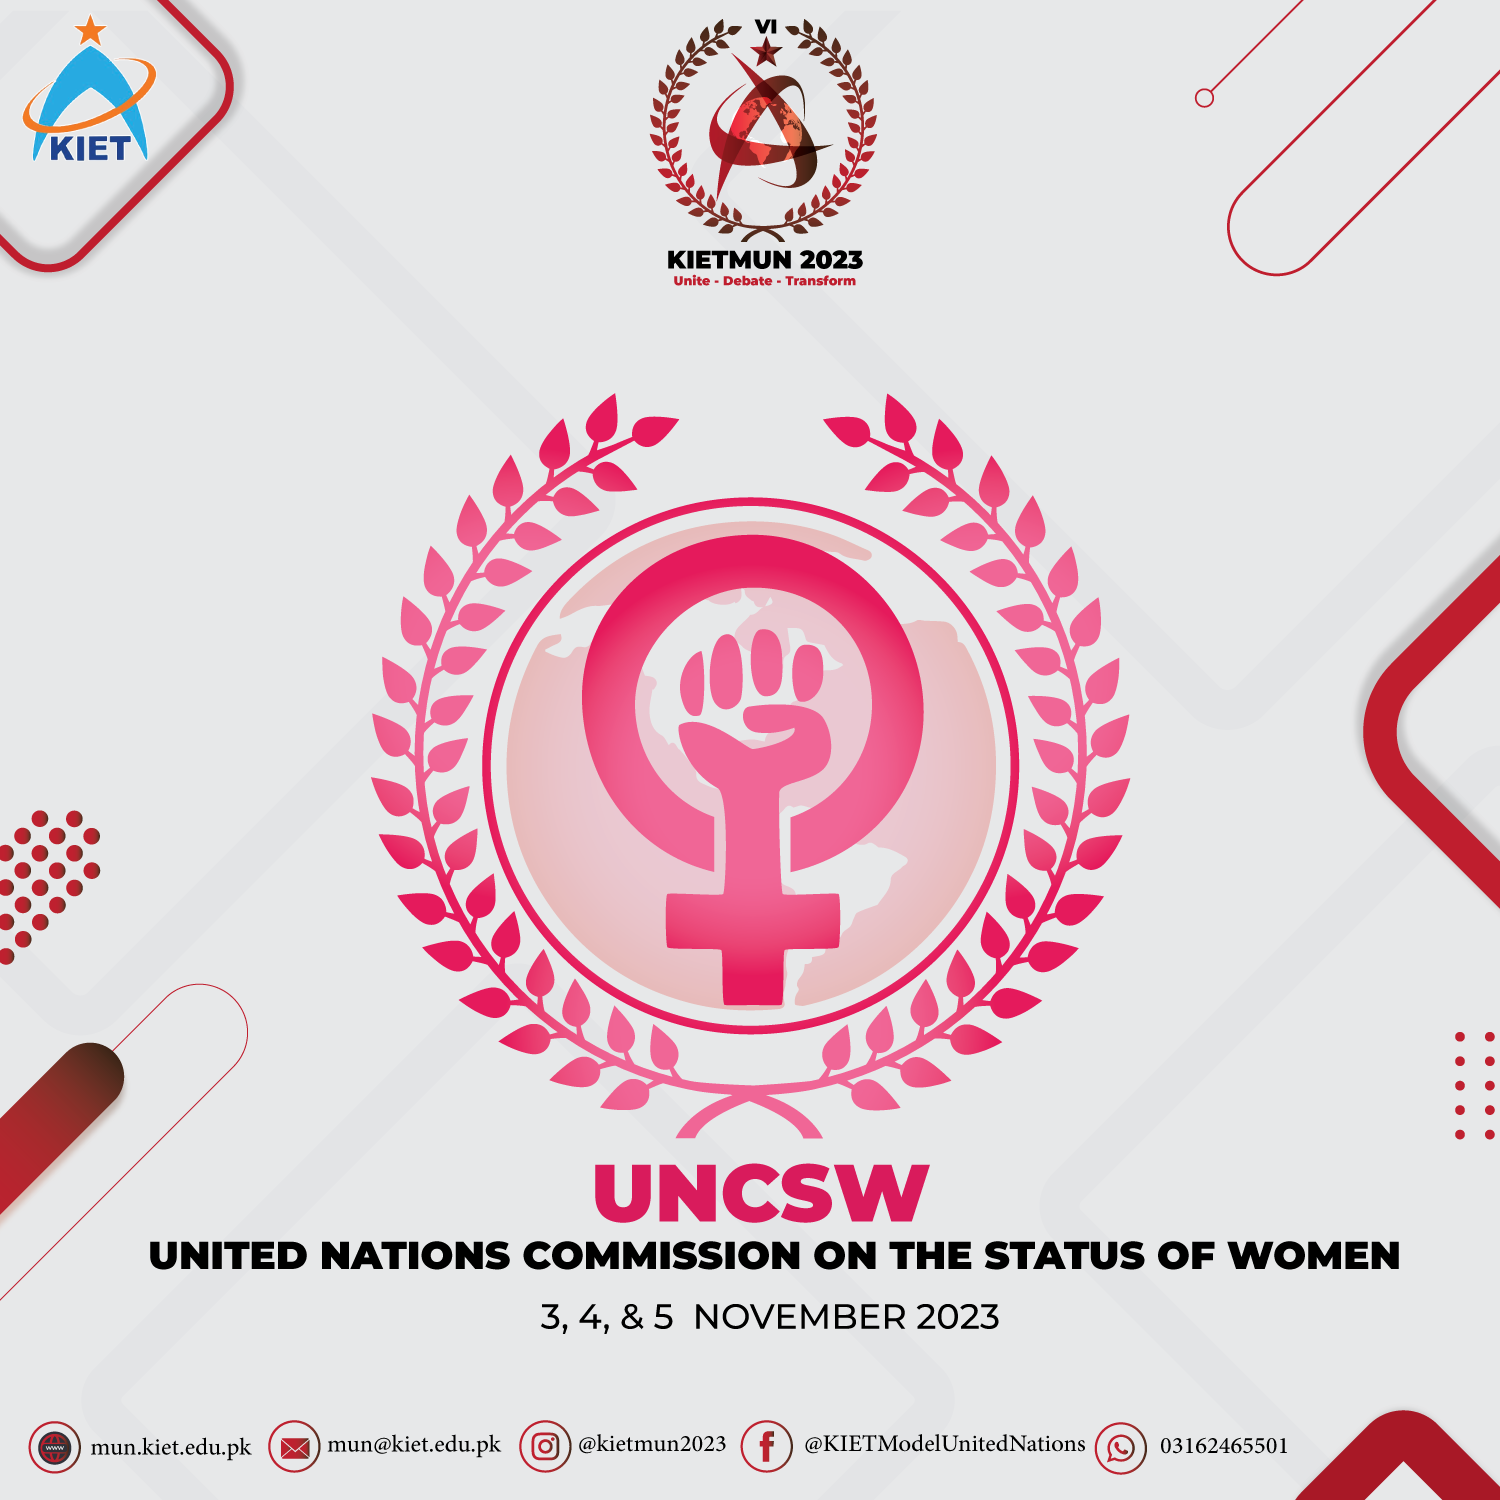 KIET
VI
KIETMUN 2023
Unite - Debate - Transform
UNCSW
UNITED NATIONS COMMISSION ON THE STATUS OF WOMEN
3, 4, & 5 NOVEMBER 2023
www mun.kiet.edu.pk mun@kiet.edu.pk @kietmun2023 @KIETModelUnitedNations 03162465501